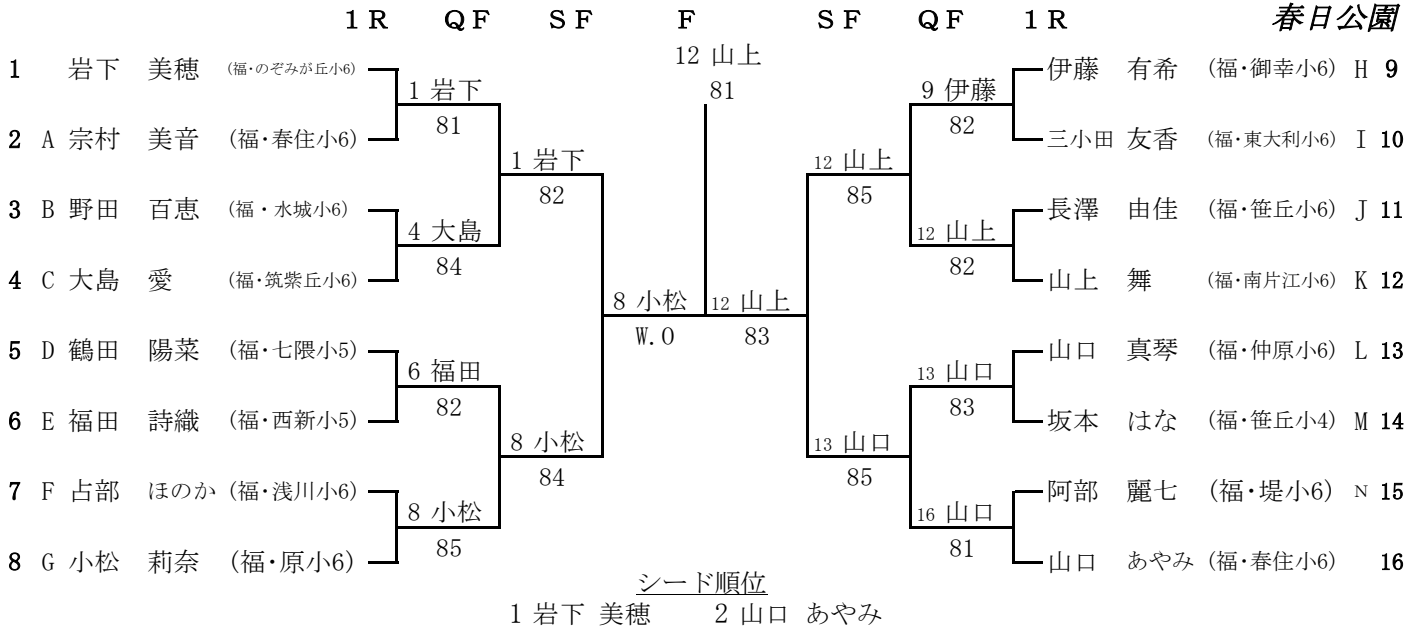 1R QF SF F SF QF 1R 春日公園
12 山上
1 岩下 美穂 (福・のぞみが丘小6) 伊藤 有希 (福・御幸小6) H 9
1 岩下 81 9 伊藤
81 82
2 A 宗村 美音 (福・春住小6) 三小田 友香 (福・東大利小6) I 10
1 岩下 12 山上
82 85
3 B 野田 百恵 (福・水城小6) 長澤 由佳 (福・笹丘小6) J 11
4 大島 12 山上
84 82
4 C 大島 愛 (福・筑紫丘小6) 山上 舞 (福・南片江小6) K 12
8 小松 12 山上
W.O 83
5 D 鶴田 陽菜 (福・七隈小5) 山口 真琴 (福・仲原小6) L 13
6 福田 13 山口
82 83
6 E 福田 詩織 (福・西新小5) 坂本 はな (福・笹丘小4) M 14
8 小松 13 山口
84 85
7 F 占部 ほのか (福・浅川小6) 阿部 麗七 (福・堤小6) N 15
8 小松 16 山口
85 81
8 G 小松 莉奈 (福・原小6) 山口 あやみ (福・春住小6) 16
シード順位
1 岩下 美穂 2 山口 あやみ